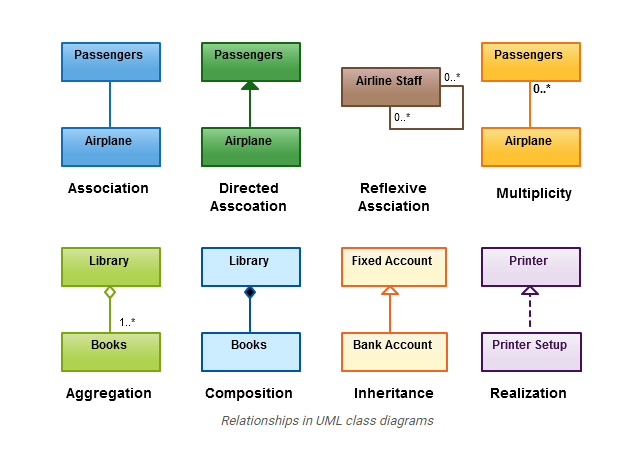 Passengers
Airplane
Association
Passengers
Airplane
Directed
Asscoation
Airline Staff
0..*
0..*
Reflexive
Assciation
Passengers
0..*
Airplane
Multiplicity
Library
1..*
Books
Aggregation
Library
Books
Composition
Fixed Account
Bank Account
Inheritance
Printer
Printer Setup
Realization
Relationships in UML class diagrams